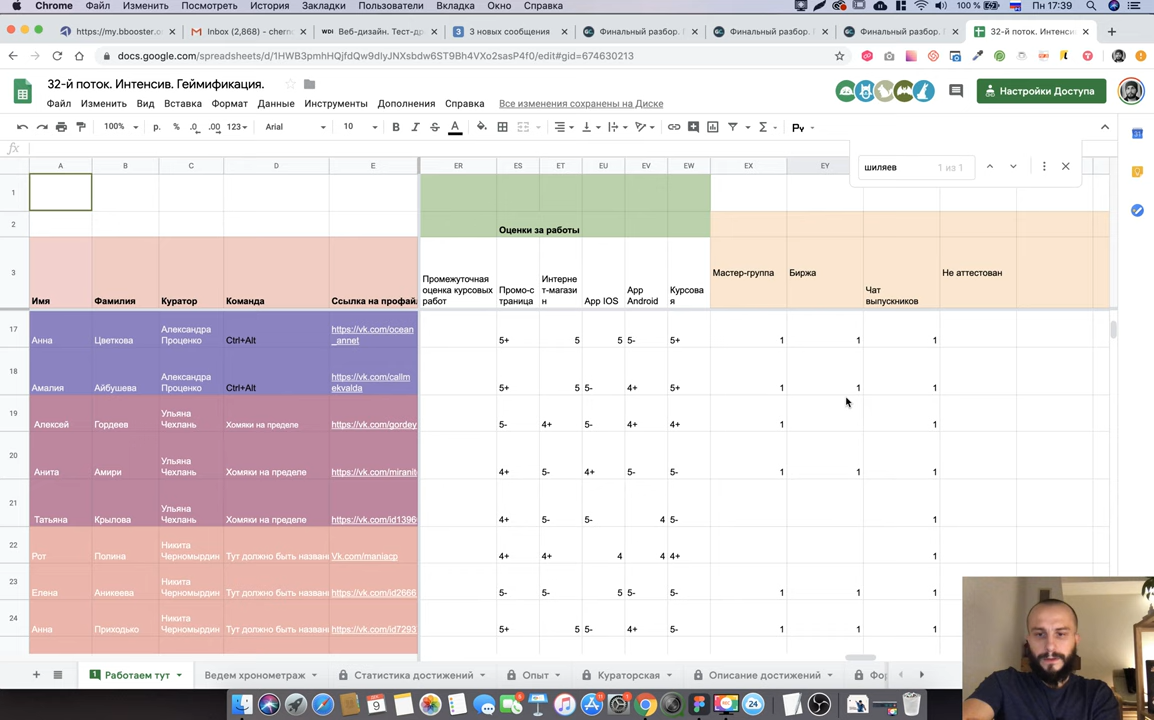 Chrome Файл Изменить Посмотреть История Закладки Пользователи Вкладка Окно Справка 100 % Пн 17:39
https://my.bbooster.c Inbox (2,868) - chern Веб-дизайн. Тест-др 3 новых сообщения Финальный разбор. Финальный разбор. Финальный разбор. 32-й поток. Интенсив
docs.google.com/spreadsheets/d/1HWB3pmhHQjfdQw9dIyJNXsbdw6ST9Bh4VXo2sasP4f0/edit#gid=674630213
32-й поток. Интенсив. Геймификация.
Файл Изменить Вид Вставка Формат Данные Инструменты Дополнения Справка Все изменения сохранены на Диске
Настройки Доступа
100% р. % .0 .00 123 Arial 10
fx
шиляев 1 из 1
A B C D E ER ES ET EU EV EW EX EY
1
2 Оценки за работы
3 Имя Фамилия Куратор Команда Ссылка на профай Промежуточная оценка курсовых работ Промо-страница Интернет-магазин App IOS App Android Курсовая Мастер-группа Биржа Чат выпускников Не аттестован
17 Анна Цветкова Александра Проценко Ctrl+Alt https://vk.com/ocean_annet 5+ 5 5 5- 5+ 1 1 1
18 Амалия Айбушева Александра Проценко Ctrl+Alt https://vk.com/callmekvalda 5+ 5 5- 4+ 5+ 1 1 1
19 Алексей Гордеев Ульяна Чехлань Хомяки на пределе https://vk.com/gordey 5- 4+ 5- 4+ 4+ 1 1
20 Анита Амири Ульяна Чехлань Хомяки на пределе https://vk.com/miranit 4+ 5- 4+ 5- 5- 1 1 1
21 Татьяна Крылова Ульяна Чехлань Хомяки на пределе https://vk.com/id1396 4+ 5- 5- 4 5- 1
22 Рот Полина Никита Черномырдин Тут должно быть назван Vk.com/maniacp 4+ 4+ 4 4 4+ 1
23 Елена Аникеева Никита Черномырдин Тут должно быть назван https://vk.com/id2666 5- 5- 5 5- 5- 1 1 1
24 Анна Приходько Никита Черномырдин Тут должно быть назван https://vk.com/id7293 5+ 5 5- 4+ 5- 1 1 1
1 Работаем тут Ведем хронометраж Статистика достижений Опыт Кураторская Описание достижений Фо